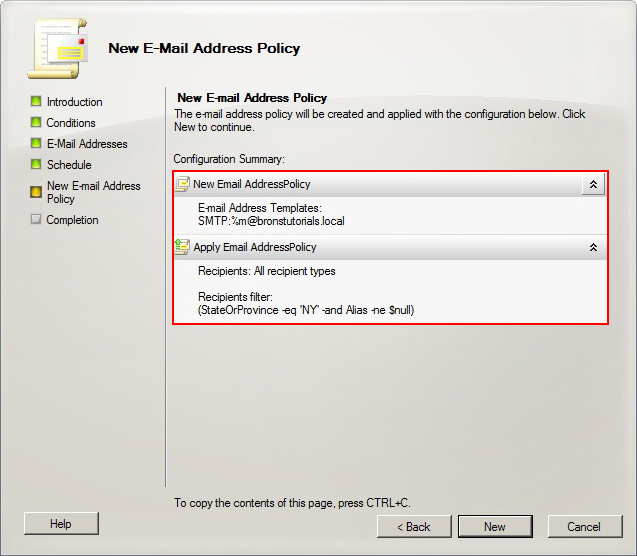 New E-Mail Address Policy
Introduction
Conditions
E-Mail Addresses
Schedule
New E-mail Address
Policy
Completion
New E-mail Address Policy
The e-mail address policy will be created and applied with the configuration below. Click
New to continue.
Configuration Summary:
New Email AddressPolicy
E-mail Address Templates:
SMTP:%m@bronstutorials.local
Apply Email AddressPolicy
Recipients: All recipient types
Recipients filter:
(StateOrProvince -eq 'NY' -and Alias -ne $null)
To copy the contents of this page, press CTRL+C.
Help
< Back
New
Cancel